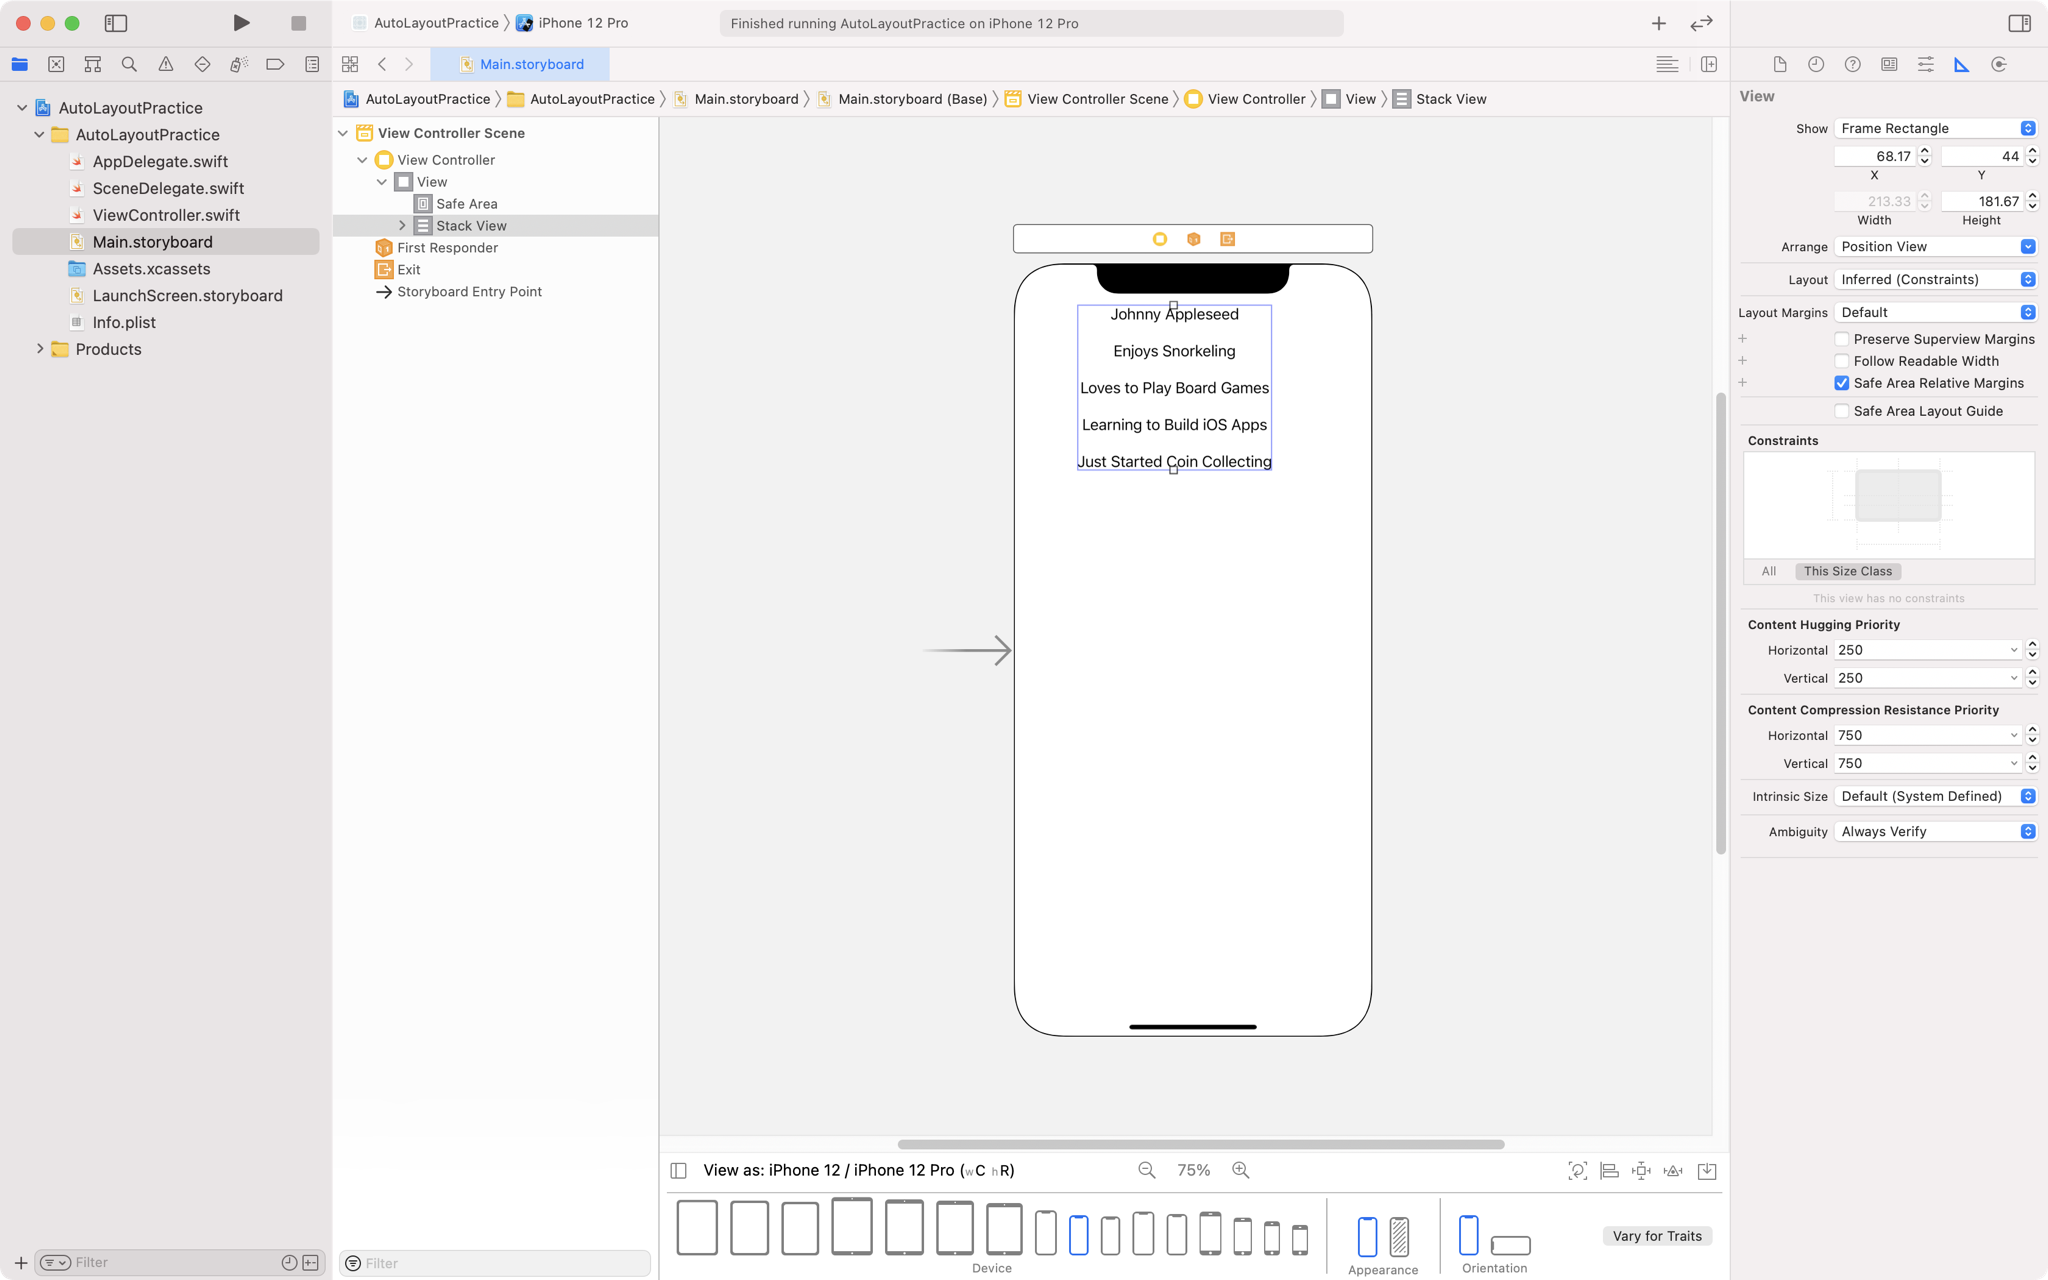 AutoLayoutPractice
iPhone 12 Pro
Finished running AutoLayoutPractice on iPhone 12 Pro
Main.storyboard
AutoLayoutPractice
AutoLayoutPractice
AppDelegate.swift
SceneDelegate.swift
ViewController.swift
Main.storyboard
Assets.xcassets
LaunchScreen.storyboard
Info.plist
Products
Filter
AutoLayoutPractice
AutoLayoutPractice
Main.storyboard
Main.storyboard (Base)
View Controller Scene
View Controller
View
Stack View
View Controller Scene
View Controller
View
Safe Area
Stack View
First Responder
Exit
Storyboard Entry Point
Filter
Johnny Appleseed
Enjoys Snorkeling
Loves to Play Board Games
Learning to Build iOS Apps
Just Started Coin Collecting
View as: iPhone 12 / iPhone 12 Pro (wC hR)
75%
Device
Appearance
Orientation
Vary for Traits
View
Show Frame Rectangle
68.17 44
X Y
213.33 181.67
Width Height
Arrange Position View
Layout Inferred (Constraints)
Layout Margins Default
Preserve Superview Margins
Follow Readable Width
Safe Area Relative Margins
Safe Area Layout Guide
Constraints
All This Size Class
This view has no constraints
Content Hugging Priority
Horizontal 250
Vertical 250
Content Compression Resistance Priority
Horizontal 750
Vertical 750
Intrinsic Size Default (System Defined)
Ambiguity Always Verify